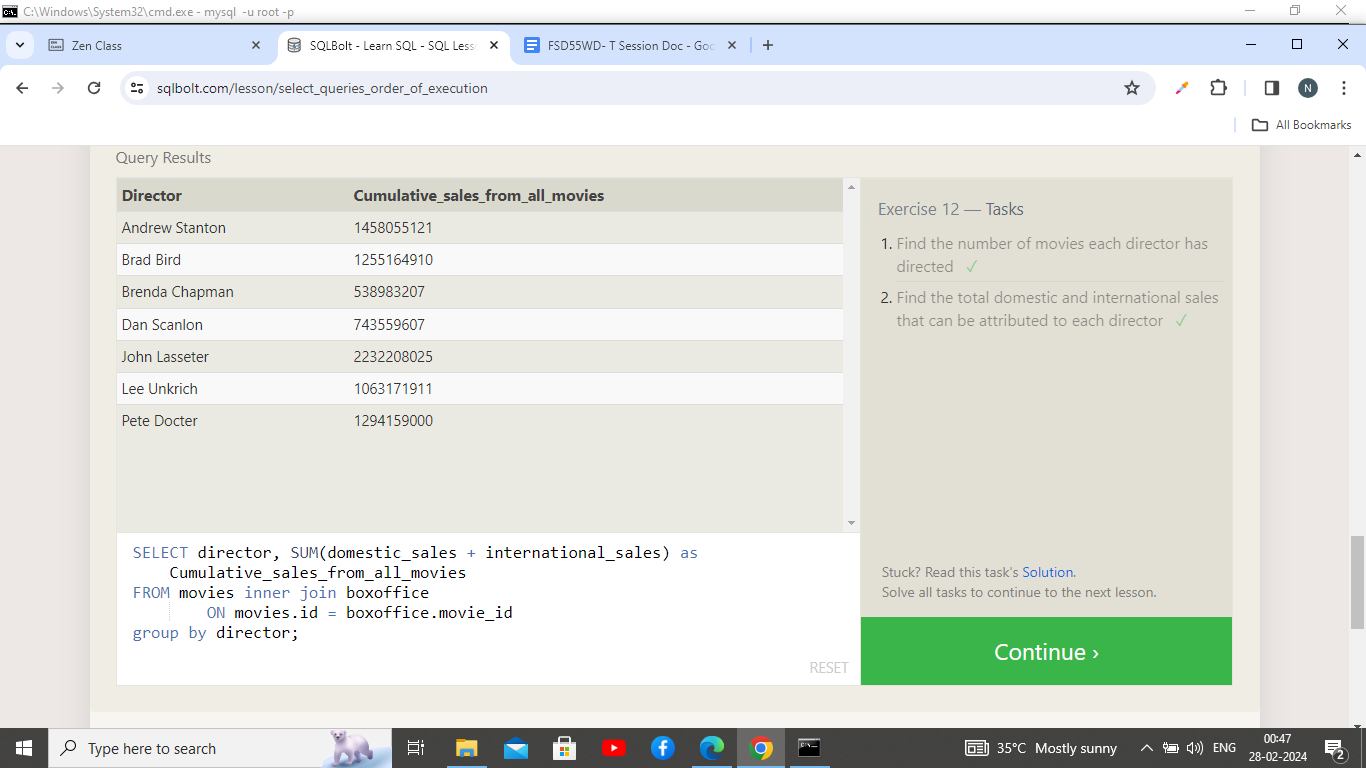 C:\Windows\System32\cmd.exe - mysql -u root -p
Zen Class
SQLBolt - Learn SQL - SQL Less
FSD55WD- T Session Doc - Goo
sqlbolt.com/lesson/select_queries_order_of_execution
N
All Bookmarks
Query Results
Director Cumulative_sales_from_all_movies
Andrew Stanton 1458055121
Brad Bird 1255164910
Brenda Chapman 538983207
Dan Scanlon 743559607
John Lasseter 2232208025
Lee Unkrich 1063171911
Pete Docter 1294159000
Exercise 12 — Tasks
1. Find the number of movies each director has
directed ✓
2. Find the total domestic and international sales
that can be attributed to each director ✓
SELECT director, SUM(domestic_sales + international_sales) as
Cumulative_sales_from_all_movies
FROM movies inner join boxoffice
ON movies.id = boxoffice.movie_id
group by director;
RESET
Stuck? Read this task's Solution.
Solve all tasks to continue to the next lesson.
Continue ›
Type here to search
35°C Mostly sunny
ENG
00:47
28-02-2024
2